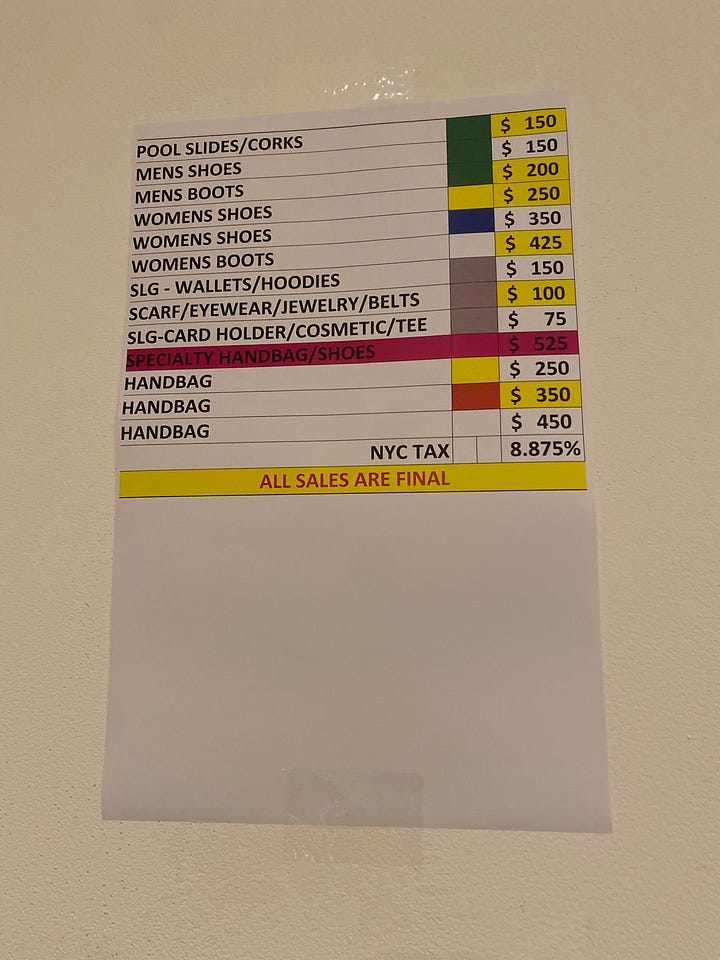 POOL SLIDES/CORKS $ 150
MENS SHOES $ 150
MENS BOOTS $ 200
WOMENS SHOES $ 250
WOMENS SHOES $ 350
WOMENS BOOTS $ 425
SLG - WALLETS/HOODIES $ 150
SCARF/EYEWEAR/JEWELRY/BELTS $ 100
SLG-CARD HOLDER/COSMETIC/TEE $ 75
SPECIALTY HANDBAG/SHOES $ 525
HANDBAG $ 250
HANDBAG $ 350
HANDBAG $ 450
NYC TAX 8.875%
ALL SALES ARE FINAL